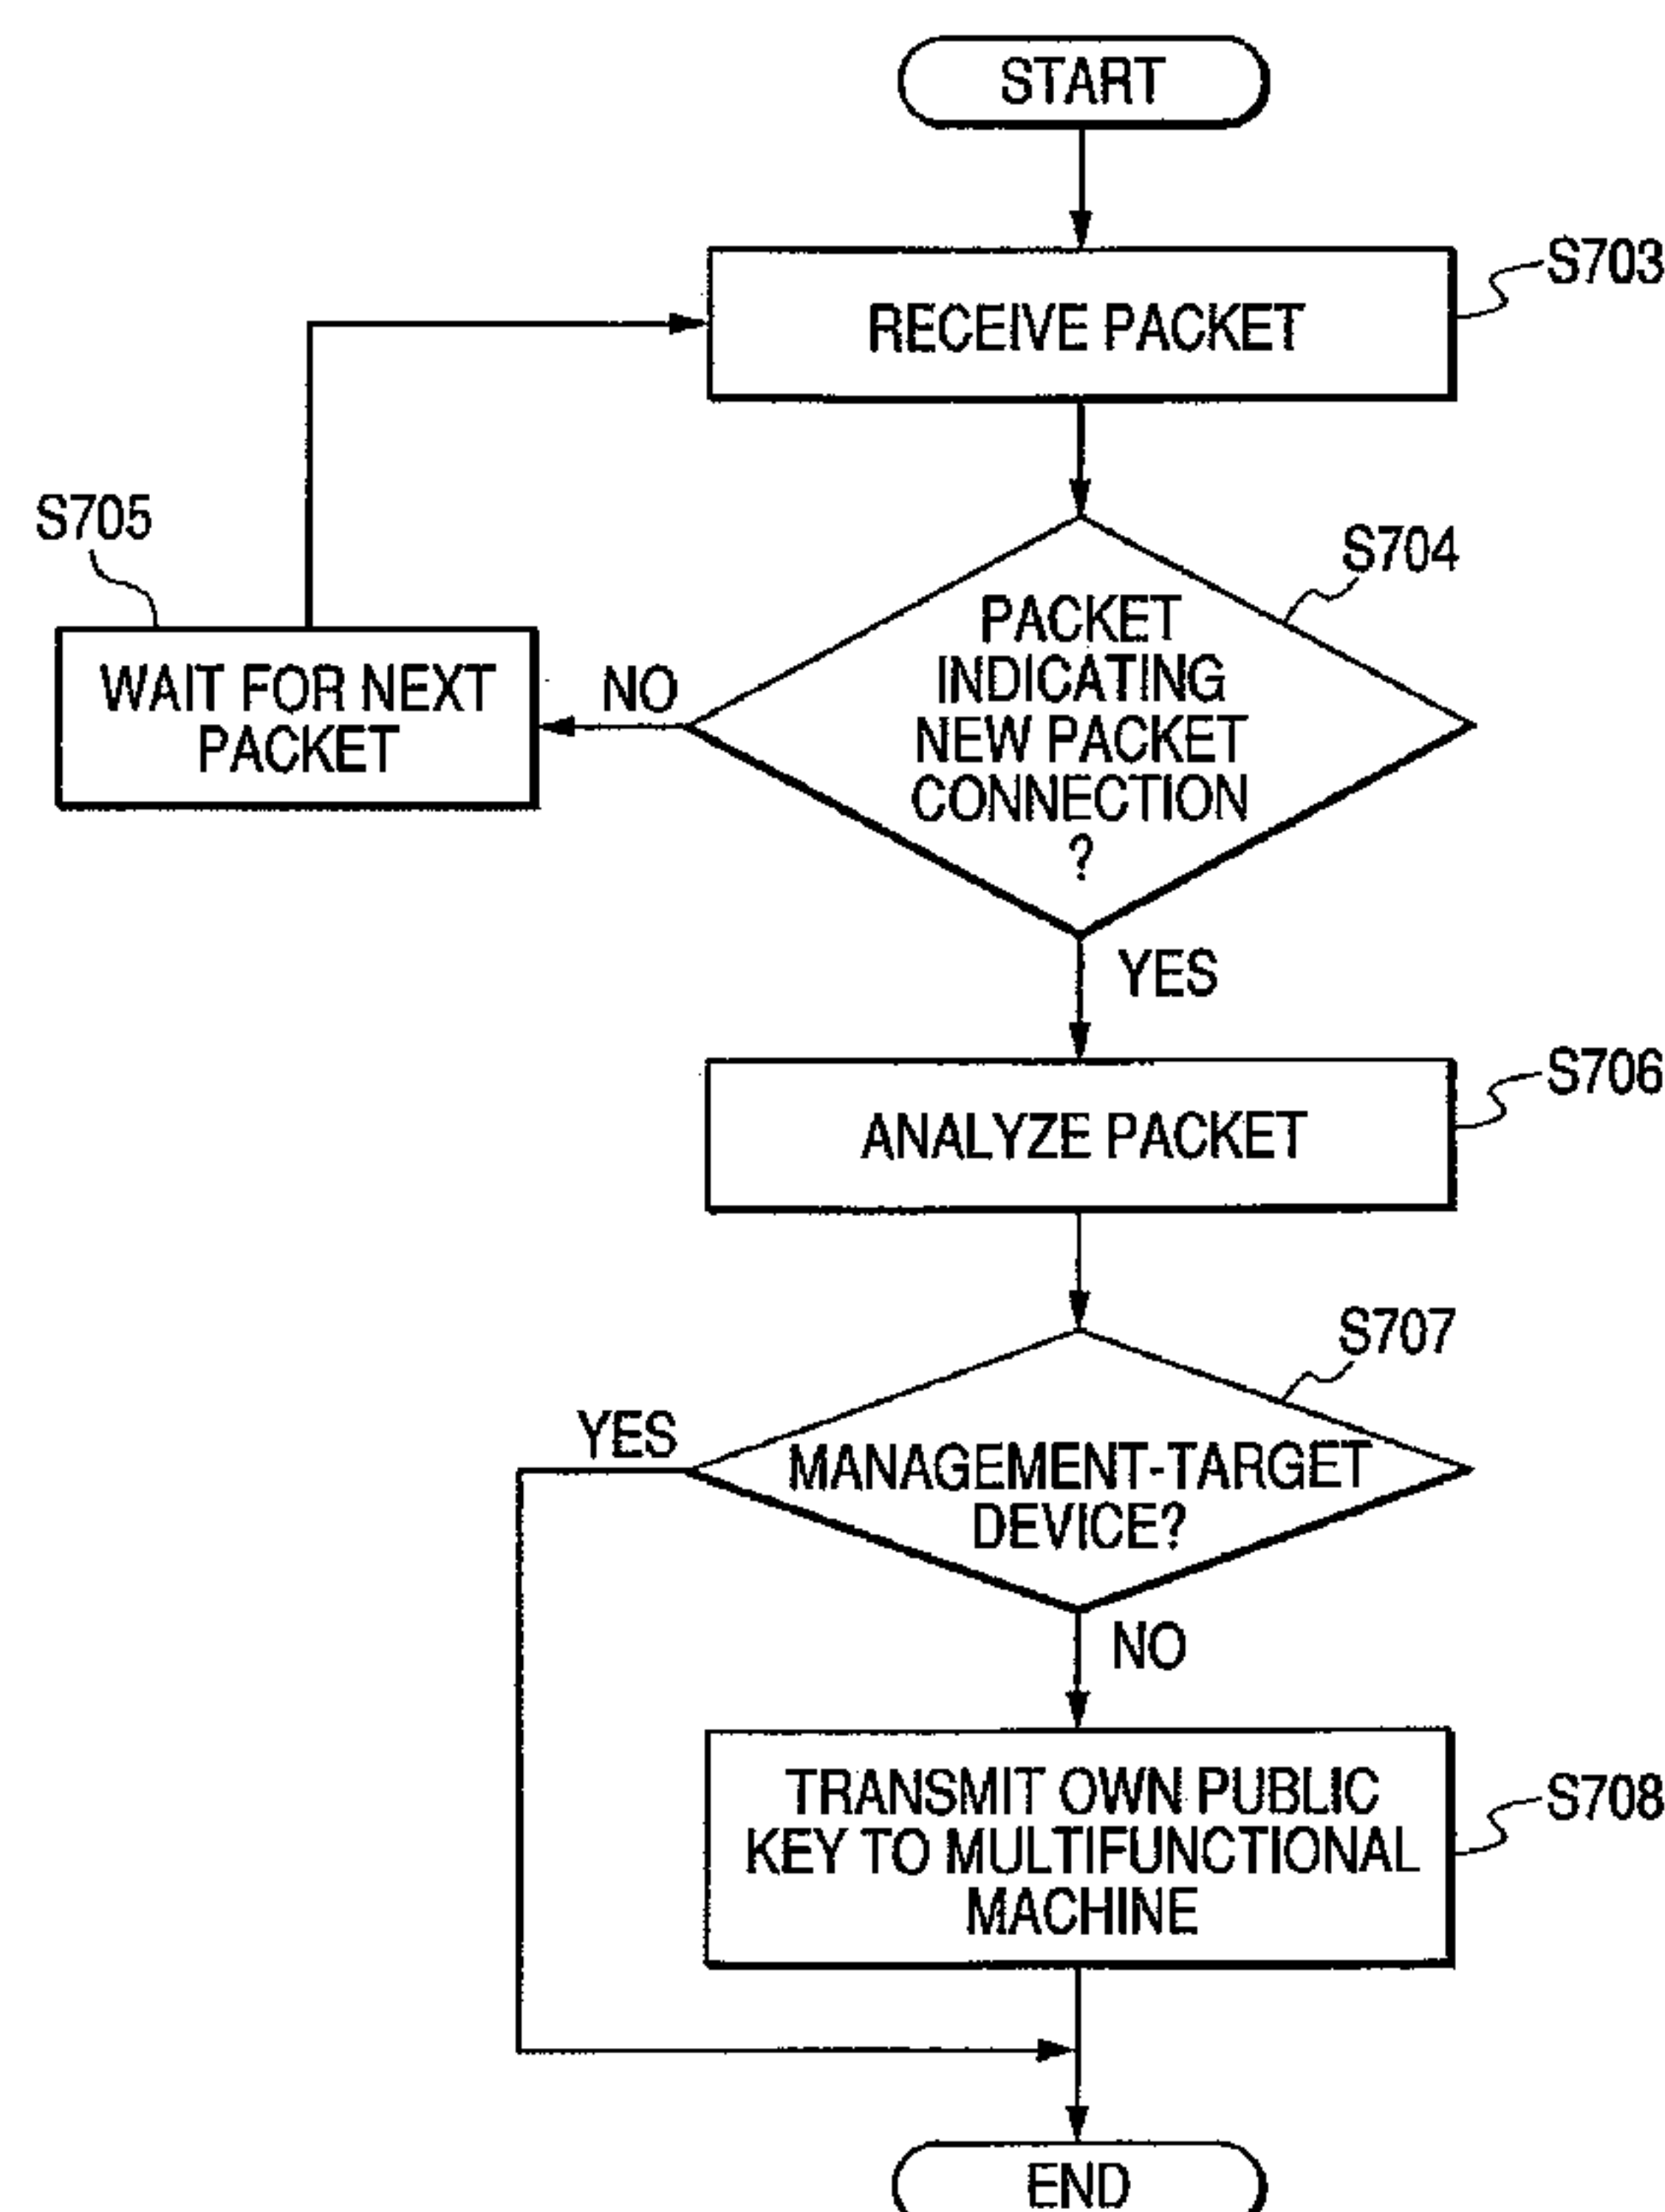 START
RECEIVE PACKET
S703
S705
S704
PACKET
INDICATING
NEW PACKET
CONNECTION
?
WAIT FOR NEXT
PACKET
NO
YES
ANALYZE PACKET
S706
S707
YES
MANAGEMENT-TARGET
DEVICE?
NO
TRANSMIT OWN PUBLIC
KEY TO MULTIFUNCTIONAL
MACHINE
S708
END